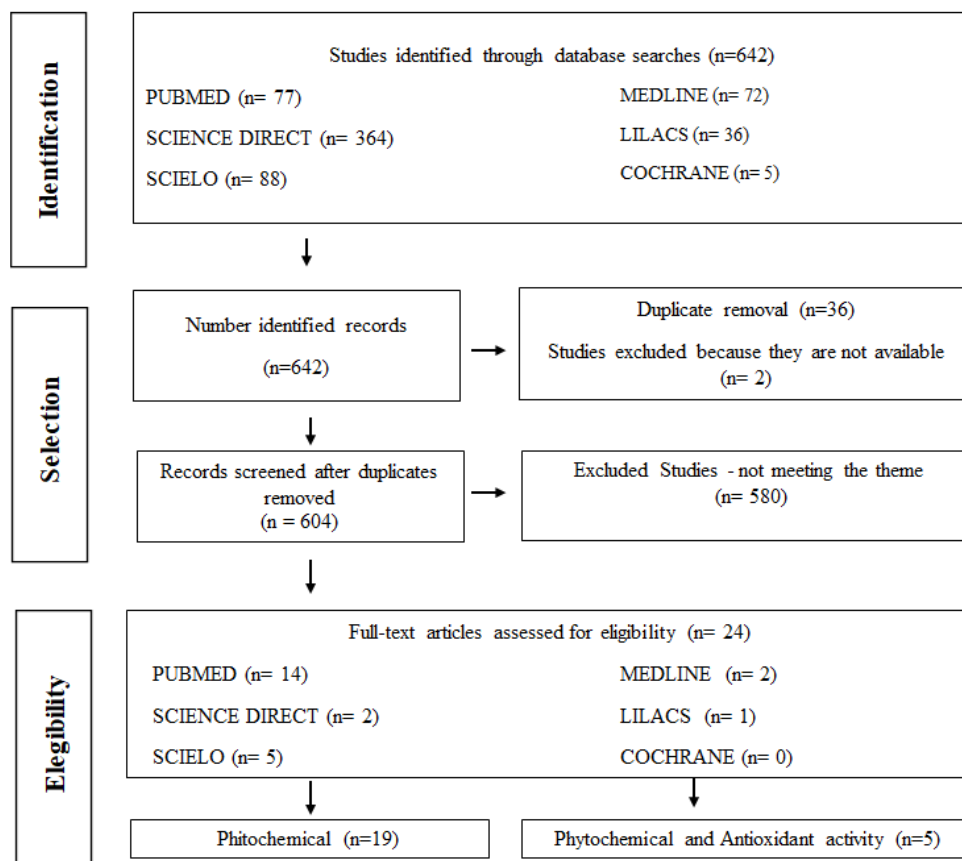 Identification
Studies identified through database searches (n=642)
PUBMED (n= 77)
MEDLINE (n= 72)
SCIENCE DIRECT (n= 364)
LILACS (n= 36)
SCIELO (n= 88)
COCHRANE (n= 5)
Selection
Number identified records
(n=642)
Duplicate removal (n=36)
Studies excluded because they are not available
(n= 2)
Records screened after duplicates
removed
(n = 604)
Excluded Studies - not meeting the theme
(n= 580)
Elegibility
Full-text articles assessed for eligibility (n= 24)
PUBMED (n= 14)
MEDLINE (n= 2)
SCIENCE DIRECT (n= 2)
LILACS (n= 1)
SCIELO (n= 5)
COCHRANE (n= 0)
Phitochemical (n=19)
Phytochemical and Antioxidant activity (n=5)